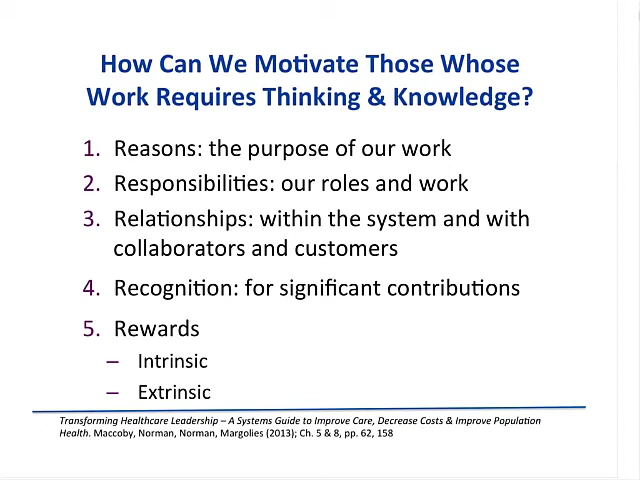 How Can We Motivate Those Whose
Work Requires Thinking & Knowledge?
1. Reasons: the purpose of our work
2. Responsibilities: our roles and work
3. Relationships: within the system and with
collaborators and customers
4. Recognition: for significant contributions
5. Rewards
– Intrinsic
– Extrinsic
Transforming Healthcare Leadership – A Systems Guide to Improve Care, Decrease Costs & Improve Population
Health. Maccoby, Norman, Norman, Margolies (2013); Ch. 5 & 8, pp. 62, 158